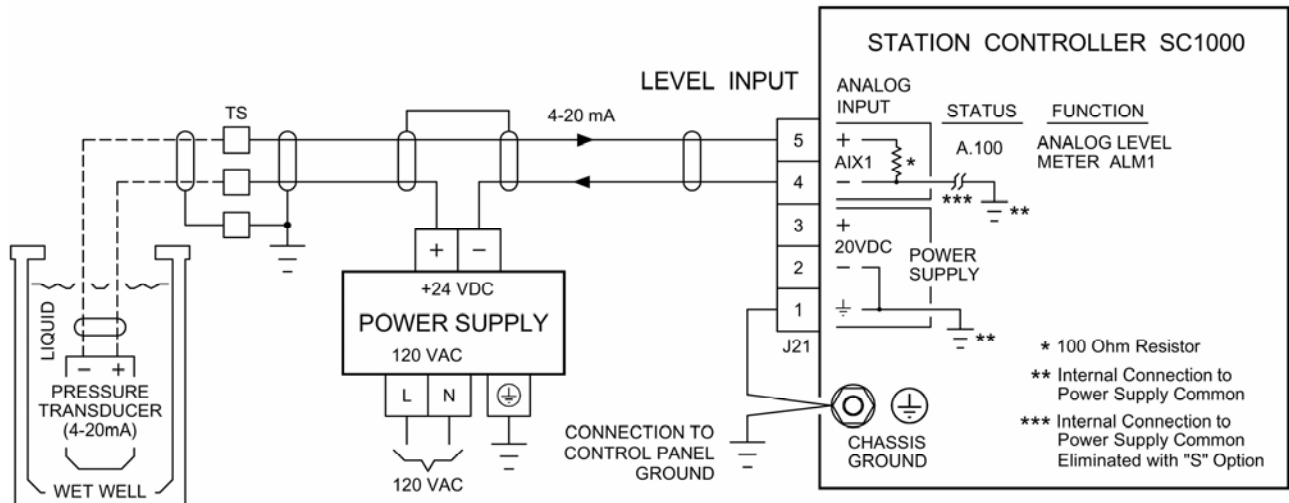 STATION CONTROLLER SC1000
LEVEL INPUT
ANALOG
INPUT
STATUS
FUNCTION
TS
4-20 mA
5
+
AIX1
*
A.100
ANALOG LEVEL
METER ALM1
4
-
***
**
3
+
20VDC
POWER
SUPPLY
2
-
1
**
J21
+
-
+24 VDC
POWER SUPPLY
120 VAC
L
N
120 VAC
LIQUID
- +
PRESSURE
TRANSDUCER
(4-20mA)
WET WELL
CONNECTION TO
CONTROL PANEL
GROUND
CHASSIS
GROUND
* 100 Ohm Resistor
** Internal Connection to
Power Supply Common
*** Internal Connection to
Power Supply Common
Eliminated with "S" Option